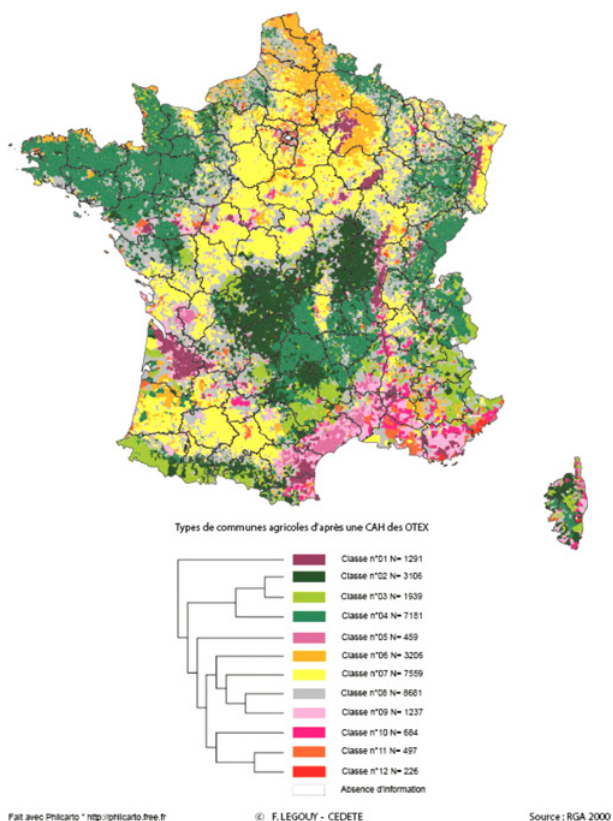 Types de communes agricoles d'après une CAH des OTEX
Classe n°01 N= 1291
Classe n°02 N= 3106
Classe n°03 N= 1939
Classe n°04 N= 7181
Classe n°05 N= 459
Classe n°06 N= 3206
Classe n°07 N= 7559
Classe n°08 N= 8681
Classe n°09 N= 1237
Classe n°10 N= 684
Classe n°11 N= 497
Classe n°12 N= 226
Absence d'information
Fait avec Philcarto * http://philcarto.free.fr
© F. LEGOUY - CEDETE
Source : RGA 2000